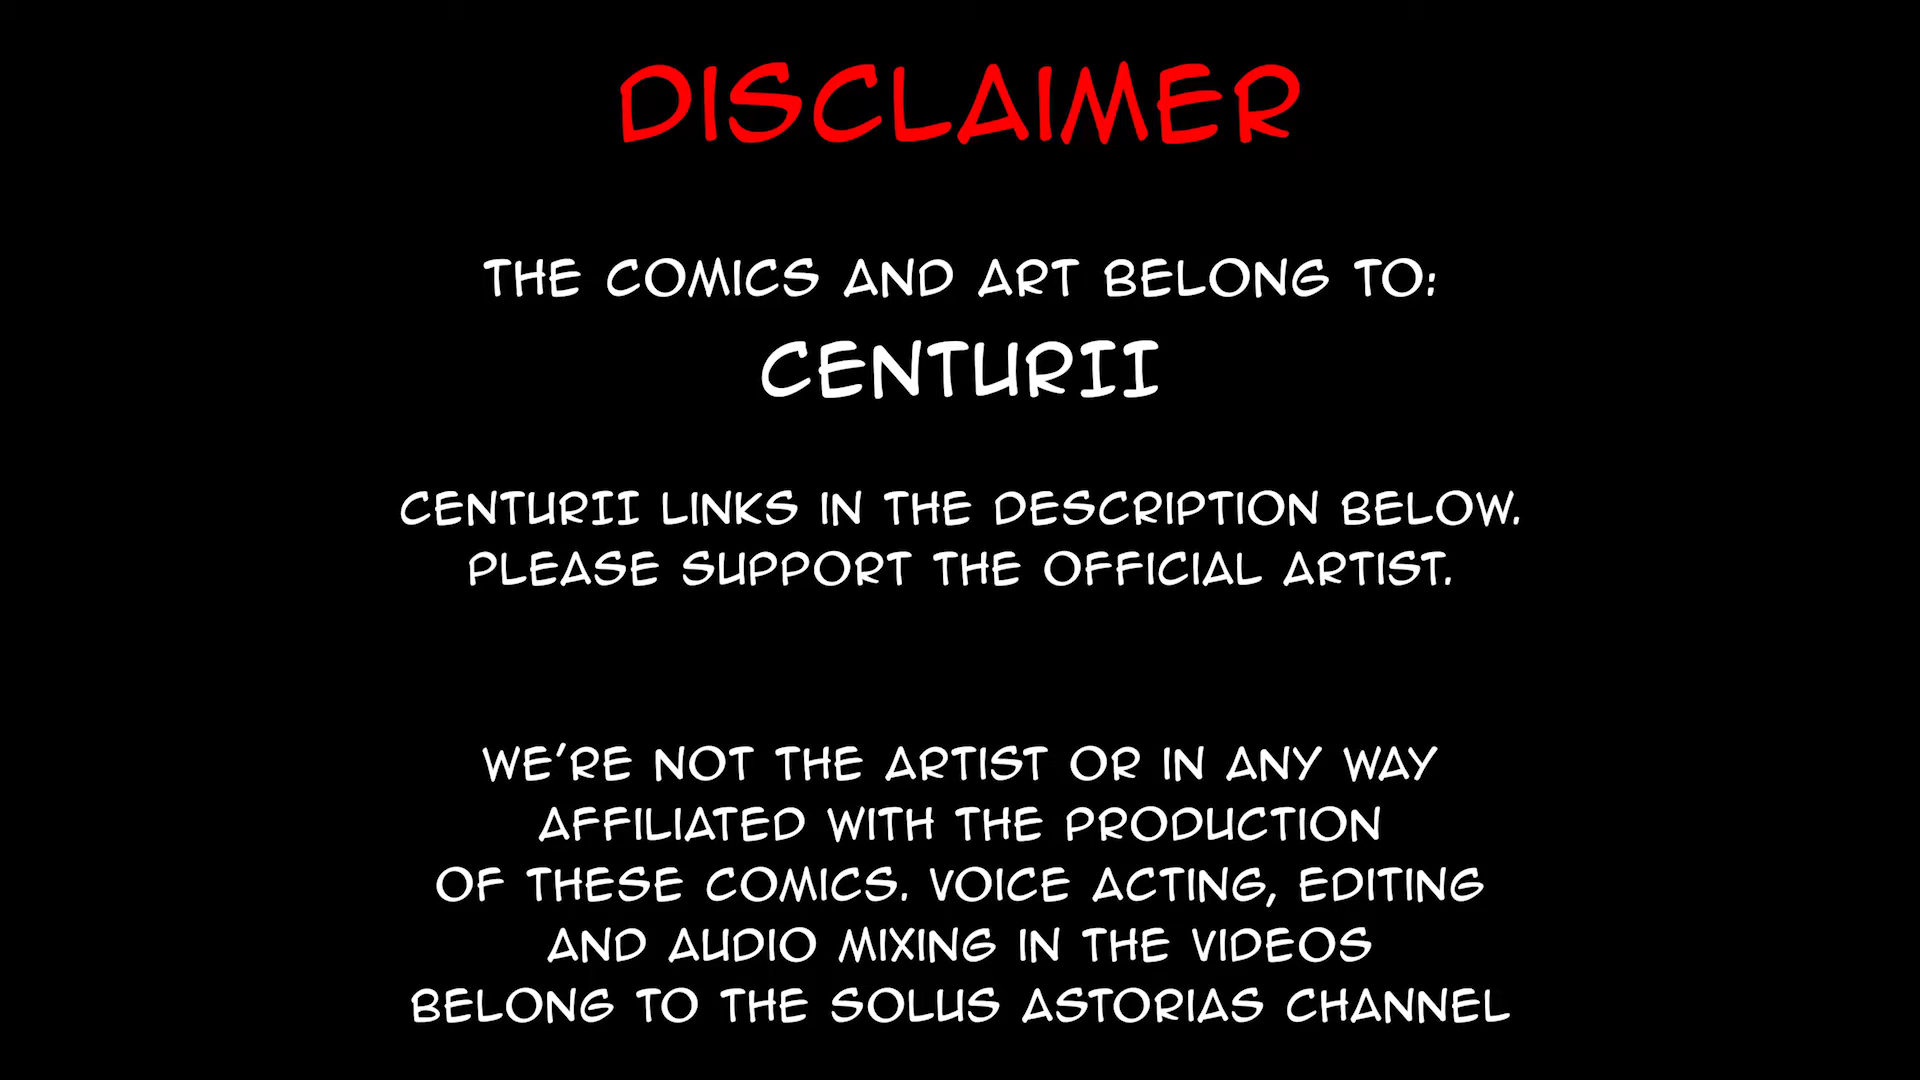 DISCLAIMER
THE COMICS AND ART BELONG TO:
CENTURII
CENTURII LINKS IN THE DESCRIPTION BELOW.
PLEASE SUPPORT THE OFFICIAL ARTIST.
WE'RE NOT THE ARTIST OR IN ANY WAY
AFFILIATED WITH THE PRODUCTION
OF THESE COMICS. VOICE ACTING, EDITING
AND AUDIO MIXING IN THE VIDEOS
BELONG TO THE SOLUS ASTORIAS CHANNEL